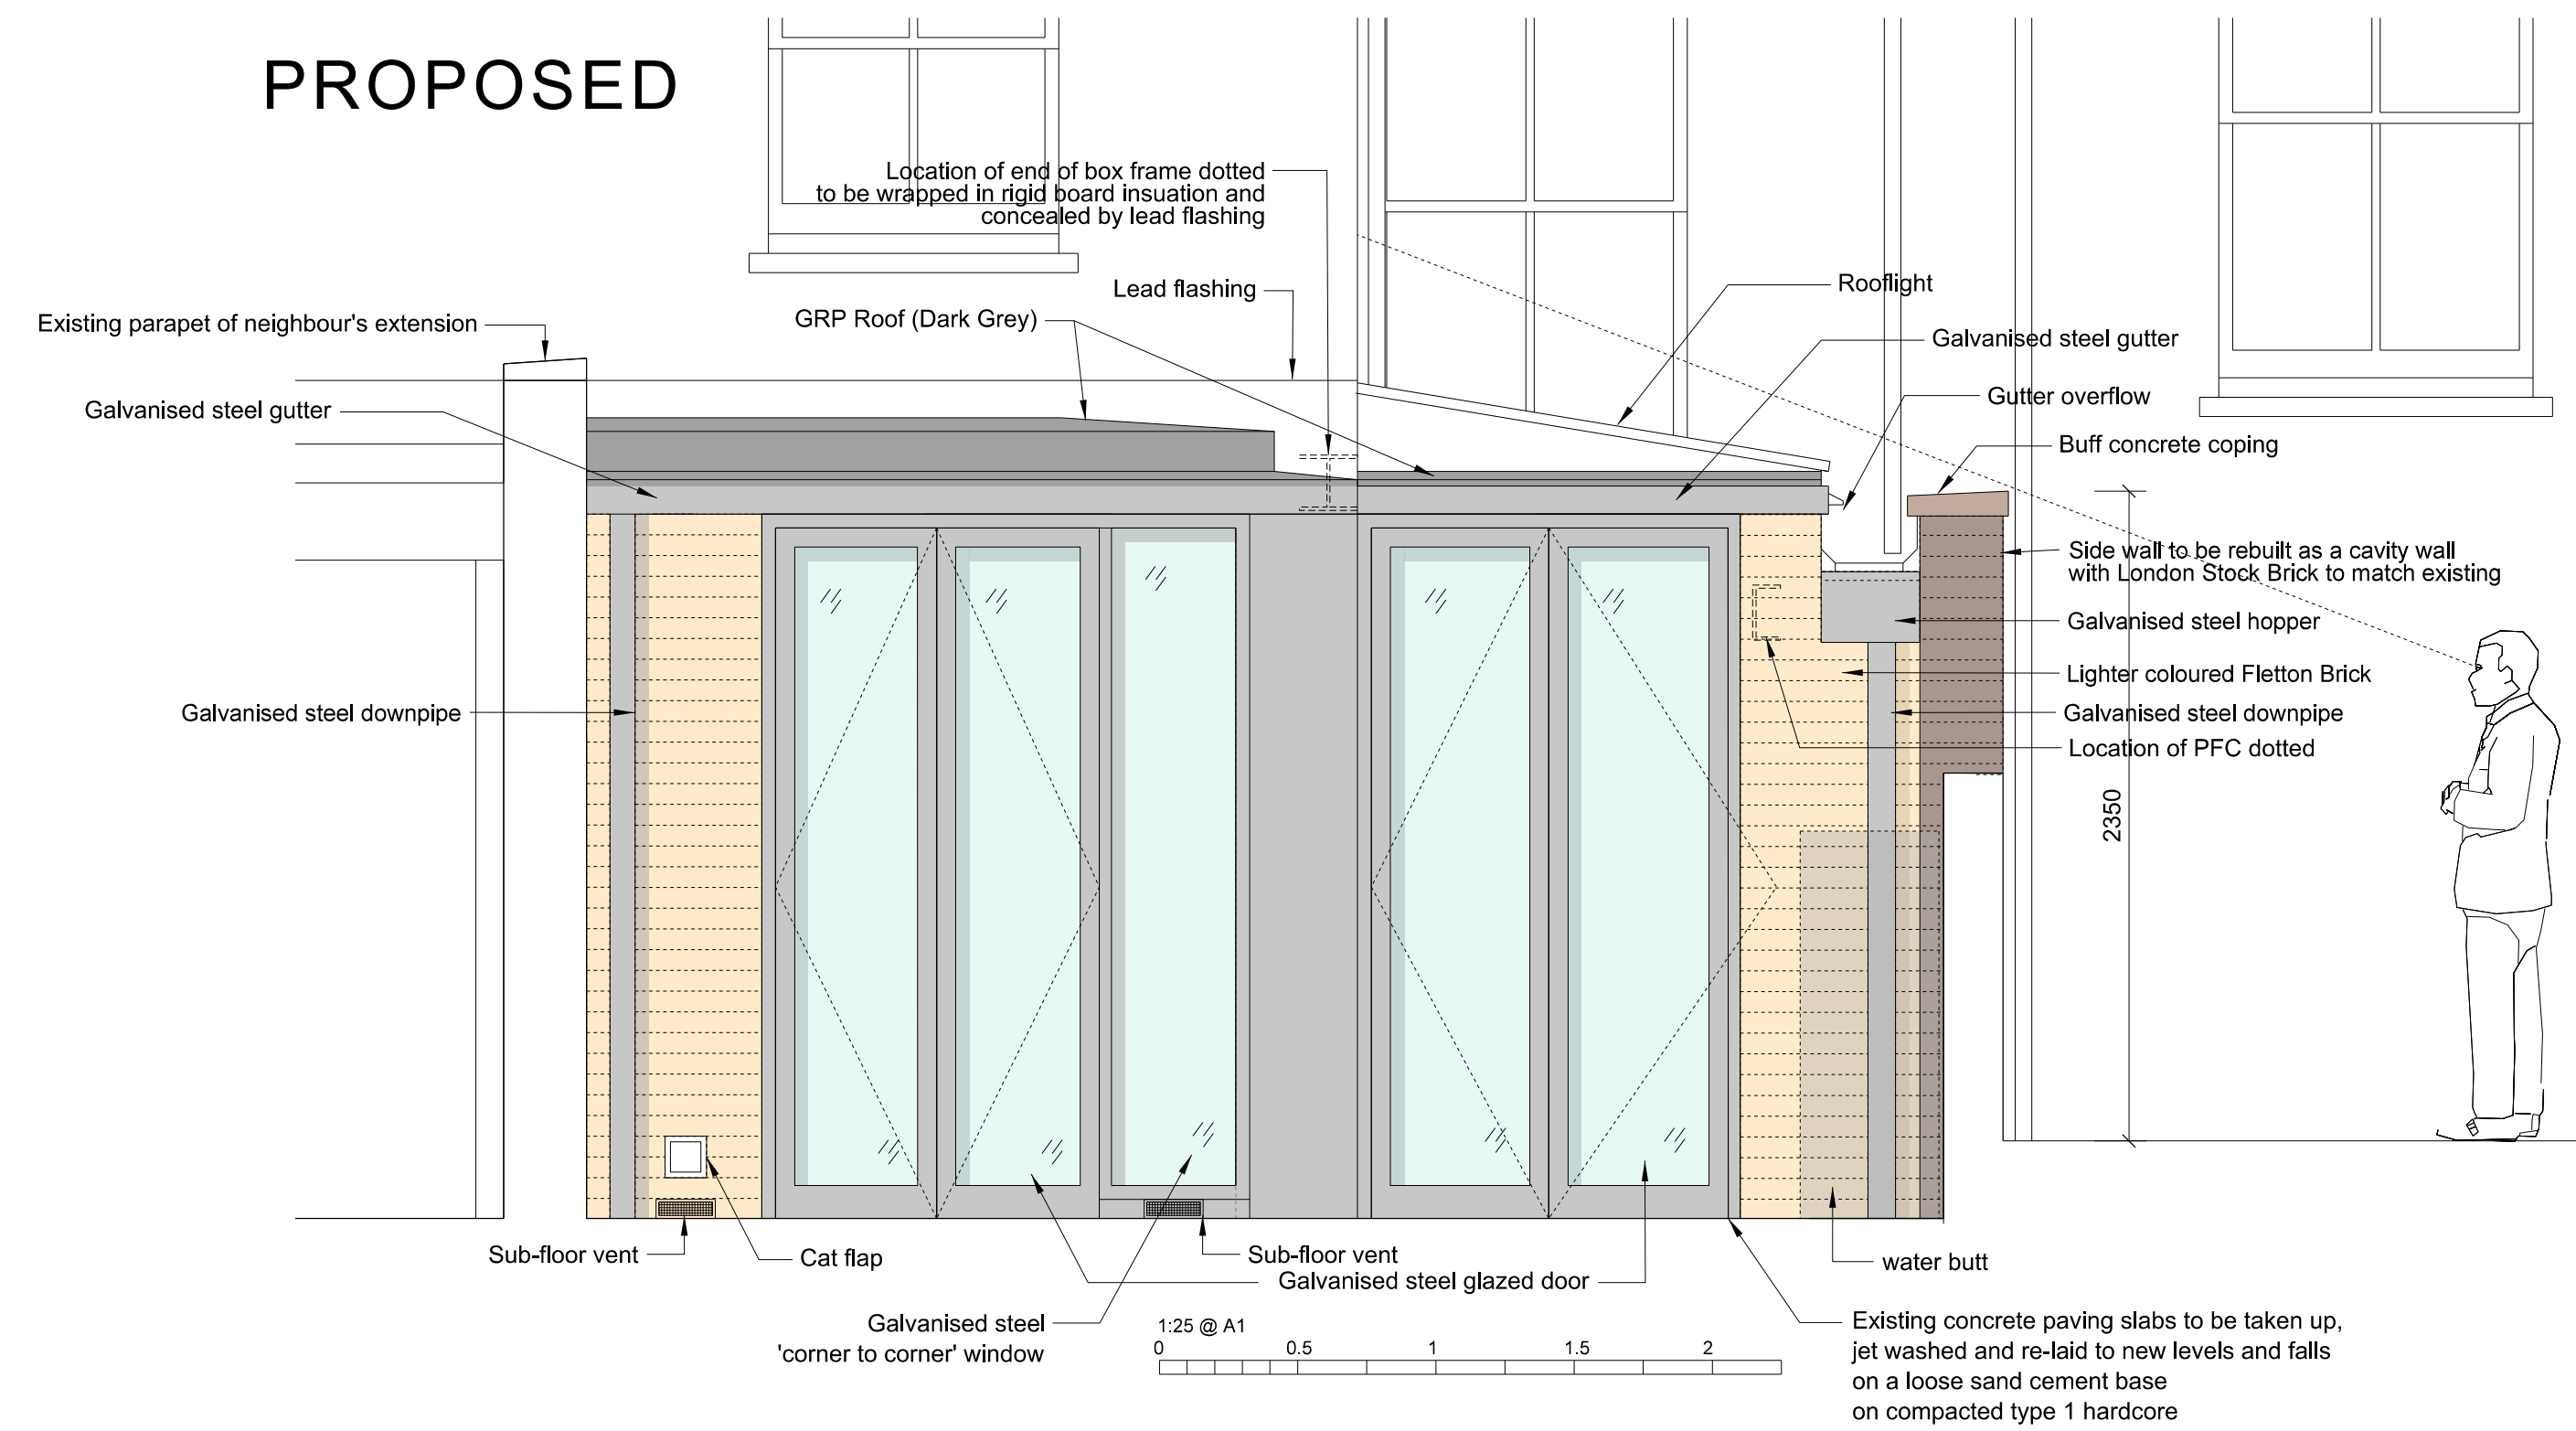 PROPOSED
Location of end of box frame dotted
to be wrapped in rigid board insuation and
concealed by lead flashing
Lead flashing
Rooflight
Existing parapet of neighbour's extension
GRP Roof (Dark Grey)
Galvanised steel gutter
Galvanised steel gutter
Gutter overflow
Buff concrete coping
Side wall to be rebuilt as a cavity wall
with London Stock Brick to match existing
Galvanised steel hopper
Lighter coloured Fletton Brick
Galvanised steel downpipe
Galvanised steel downpipe
Location of PFC dotted
2350
Sub-floor vent
Cat flap
Sub-floor vent
water butt
Galvanised steel glazed door
Galvanised steel
'corner to corner' window
1:25 @ A1
0 0.5 1 1.5 2
Existing concrete paving slabs to be taken up,
jet washed and re-laid to new levels and falls
on a loose sand cement base
on compacted type 1 hardcore